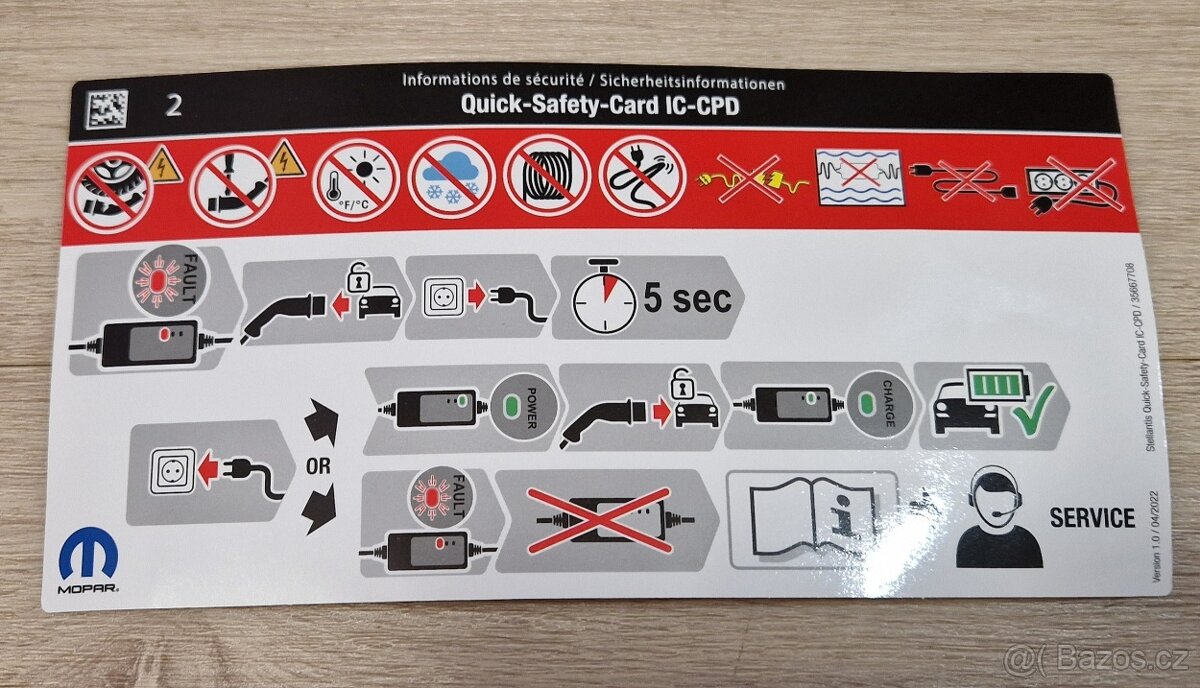 Informations de sécurité / Sicherheitsinformationen
2
Quick-Safety-Card IC-CPD
°F/°C
FAULT
5 sec
POWER
CHARGE
OR
FAULT
SERVICE
MOPAR®
Stellantis Quick-Safety-Card IC-CPD / 35667708
Version 1.0 / 04/2022
@( Bazos.cz